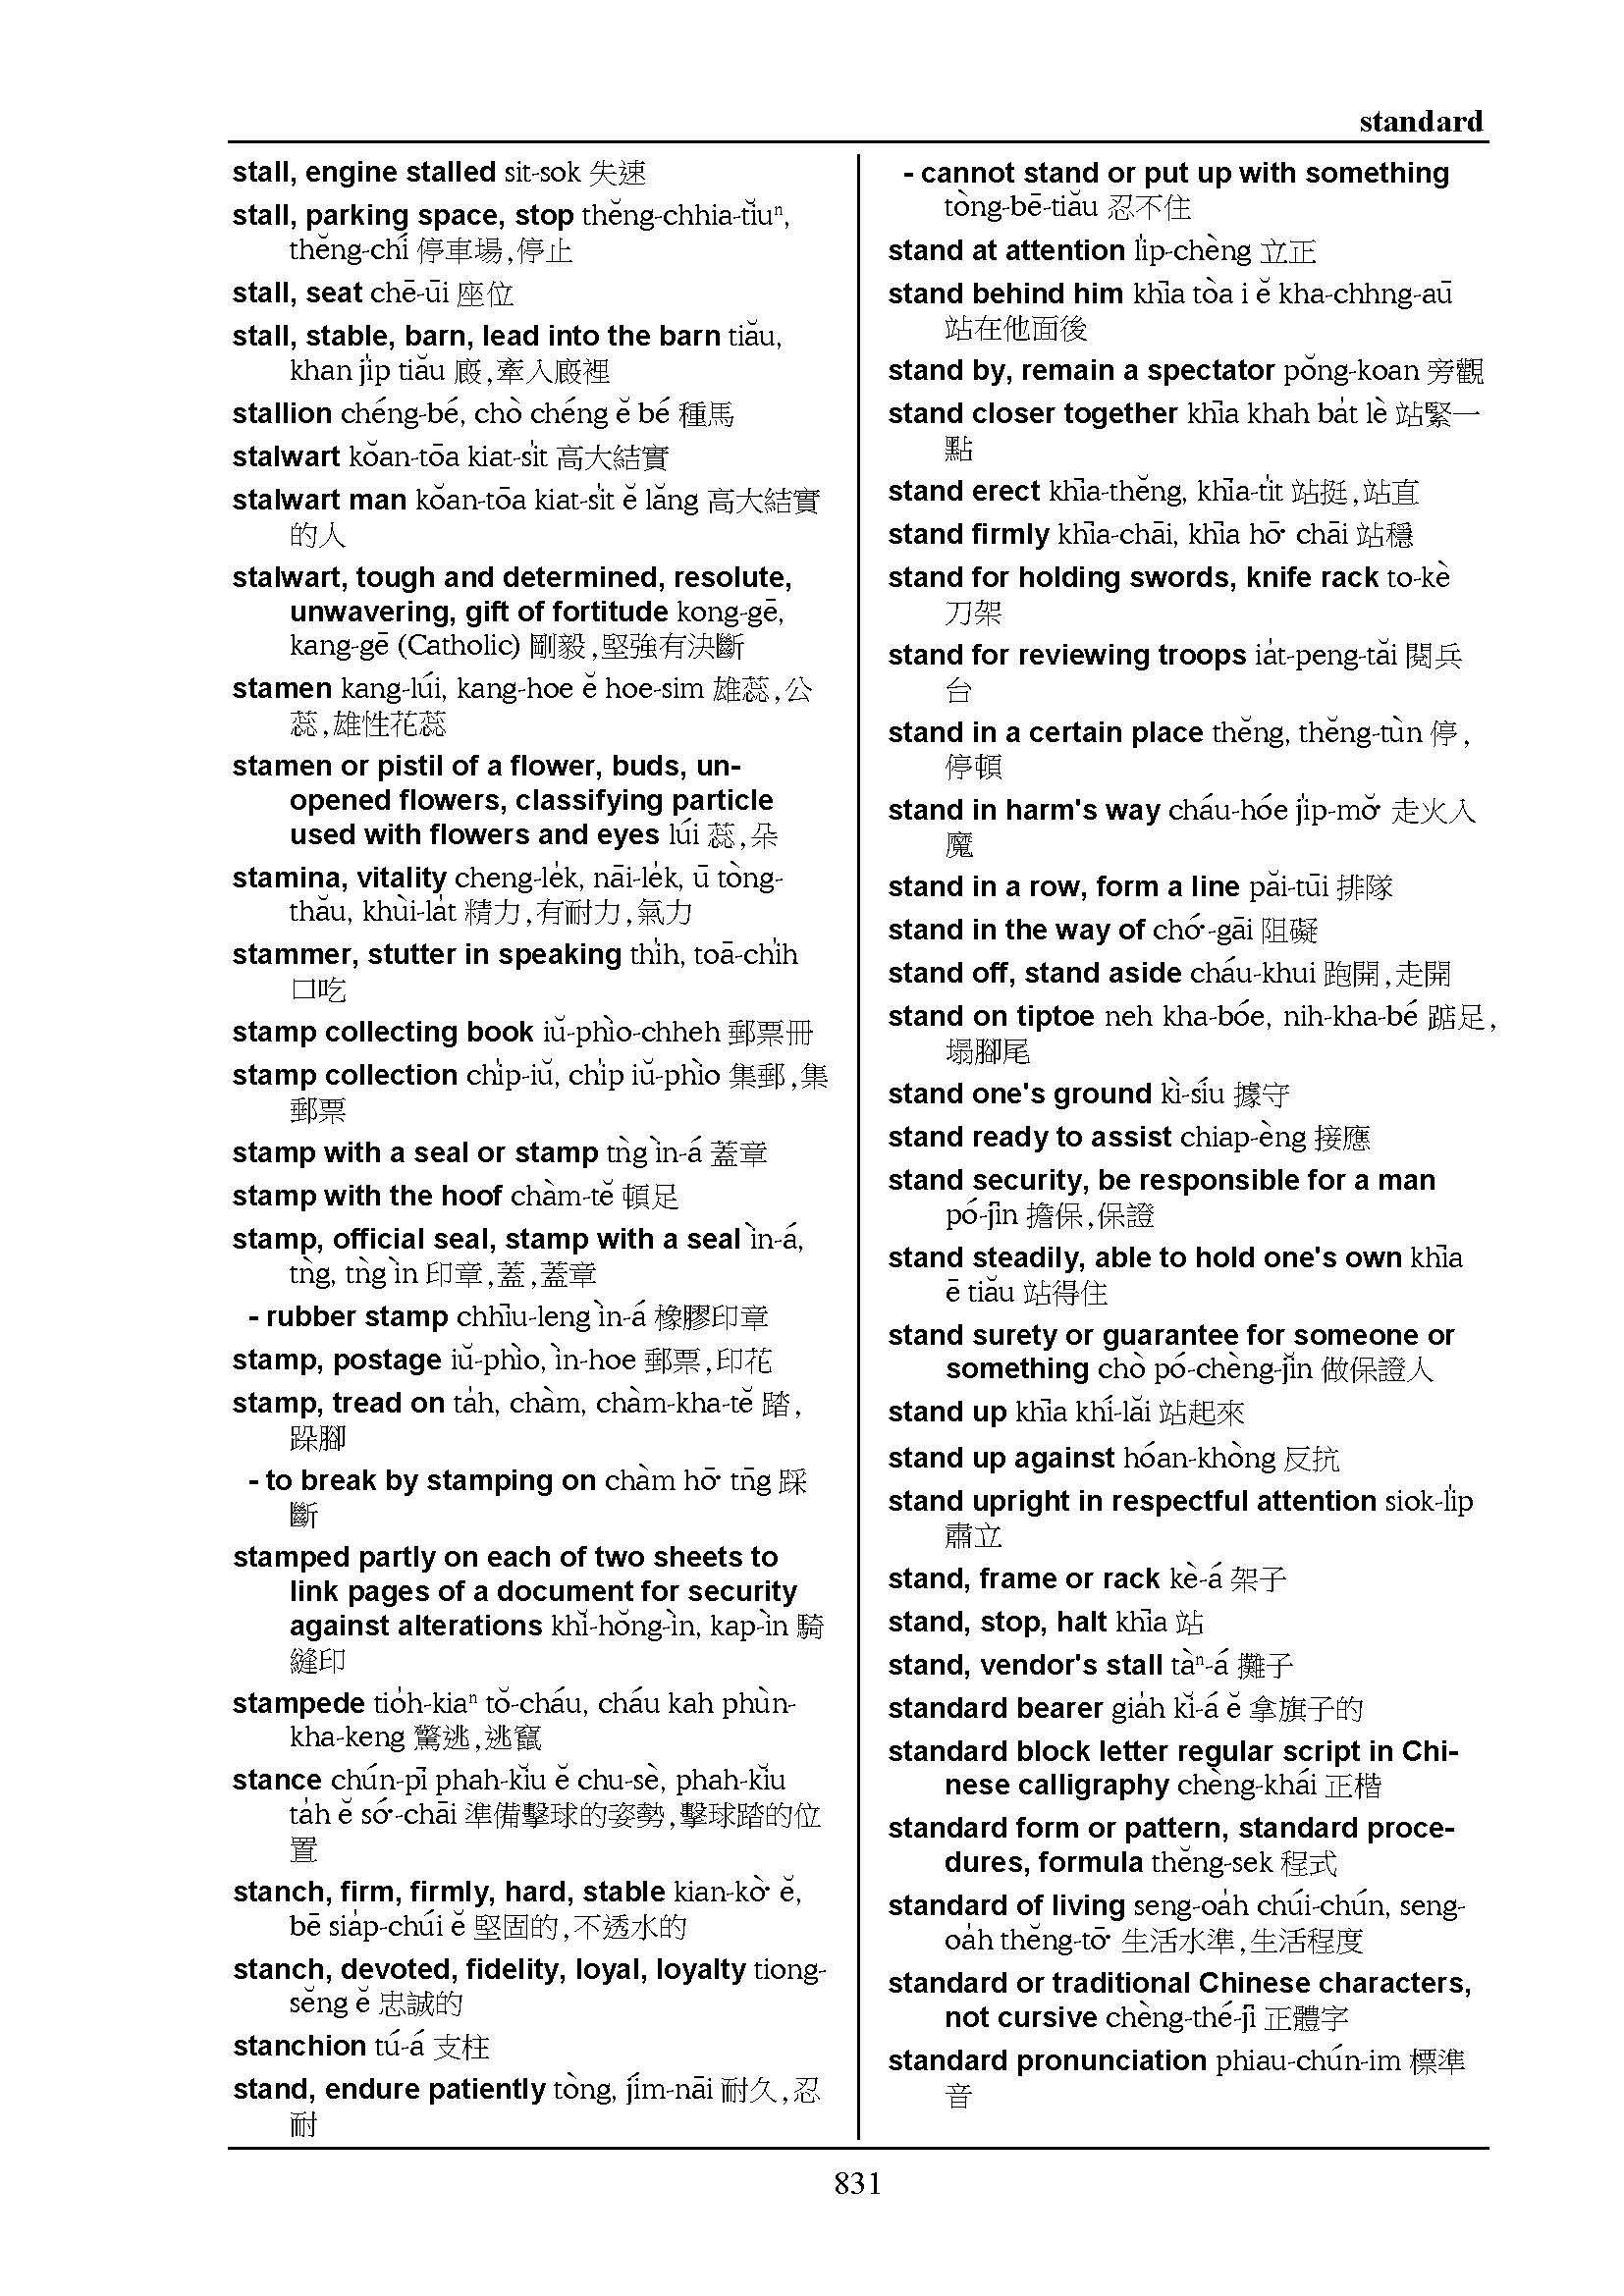 standard
stall, engine stalled sit-sok 失速
stall, parking space, stop thĕng-chhia-tĭuⁿ,
thĕng-chí 停車場,停止
stall, seat chē-ūi 座位
stall, stable, barn, lead into the barn tiău,
khan ji̍p tiău 廄,牽入廄裡
stallion chéng-bé, chò chéng ĕ bé 種馬
stalwart kŏan-tōa kiat-si̍t 高大結實
stalwart man kŏan-tōa kiat-si̍t ĕ lăng 高大結實
的人
stalwart, tough and determined, resolute,
unwavering, gift of fortitude kong-gē,
kang-gē (Catholic) 剛毅,堅強有決斷
stamen kang-lúi, kang-hoe ĕ hoe-sim 雄蕊,公
蕊,雄性花蕊
stamen or pistil of a flower, buds, un-
opened flowers, classifying particle
used with flowers and eyes lúi 蕊,朵
stamina, vitality cheng-le̍k, nāi-le̍k, ū tòng-
thău, khùi-la̍t 精力,有耐力,氣力
stammer, stutter in speaking thi̍h, toā-chi̍h
口吃
stamp collecting book iŭ-phìo-chheh 郵票冊
stamp collection chi̍p-iŭ, chi̍p iŭ-phìo 集郵,集
郵票
stamp with a seal or stamp tǹg ìn-á 蓋章
stamp with the hoof chàm-tĕ 頓足
stamp, official seal, stamp with a seal ìn-á,
tǹg, tǹg ìn 印章,蓋,蓋章
- rubber stamp chhīu-leng ìn-á 橡膠印章
stamp, postage iŭ-phìo, ìn-hoe 郵票,印花
stamp, tread on ta̍h, chàm, chàm-kha-tĕ 踏,
跺腳
- to break by stamping on chàm hō͘ tn̄g 踩
斷
stamped partly on each of two sheets to
link pages of a document for security
against alterations khĭ-hŏng-ìn, kap-ìn 騎
縫印
stampede tio̍h-kiaⁿ tŏ-cháu, cháu kah phùn-
kha-keng 驚逃,逃竄
stance chún-pī phah-kĭu ĕ chu-sè, phah-kĭu
ta̍h ĕ só͘-chāi 準備擊球的姿勢,擊球踏的位
置
stanch, firm, firmly, hard, stable kian-kò͘ ĕ,
bē sia̍p-chúi ĕ 堅固的,不透水的
stanch, devoted, fidelity, loyal, loyalty tiong-
sĕng ĕ 忠誠的
stanchion tú-á 支柱
stand, endure patiently tòng, jím-nāi 耐久,忍
耐
- cannot stand or put up with something
tòng-bē-tiău 忍不住
stand at attention li̍p-chèng 立正
stand behind him khīa tòa i ĕ kha-chhng-aū
站在他面後
stand by, remain a spectator pŏng-koan 旁觀
stand closer together khīa khah ba̍t lè 站緊一
點
stand erect khīa-thĕng, khīa-ti̍t 站挺,站直
stand firmly khīa-chāi, khīa hō͘ chāi 站穩
stand for holding swords, knife rack to-kè
刀架
stand for reviewing troops ia̍t-peng-tăi 閱兵
台
stand in a certain place thĕng, thĕng-tùn 停,
停頓
stand in harm's way cháu-hóe ji̍p-mŏ͘ 走火入
魔
stand in a row, form a line păi-tūi 排隊
stand in the way of chó͘-gāi 阻礙
stand off, stand aside cháu-khui 跑開,走開
stand on tiptoe neh kha-bóe, nih-kha-bé 踮足,
塌腳尾
stand one's ground kì-síu 據守
stand ready to assist chiap-èng 接應
stand security, be responsible for a man
pó-jīn 擔保,保證
stand steadily, able to hold one's own khīa
ē tiău 站得住
stand surety or guarantee for someone or
something chò pó-chèng-jĭn 做保證人
stand up khīa khí-lăi 站起來
stand up against hóan-khòng 反抗
stand upright in respectful attention siok-li̍p
肅立
stand, frame or rack kè-á 架子
stand, stop, halt khīa 站
stand, vendor's stall tàⁿ-á 攤子
standard bearer gia̍h kĭ-á ĕ 拿旗子的
standard block letter regular script in Chi-
nese calligraphy chèng-khái 正楷
standard form or pattern, standard proce-
dures, formula thĕng-sek 程式
standard of living seng-oa̍h chúi-chún, seng-
oa̍h thĕng-tō͘ 生活水準,生活程度
standard or traditional Chinese characters,
not cursive chèng-thé-jī 正體字
standard pronunciation phiau-chún-im 標準
音
831